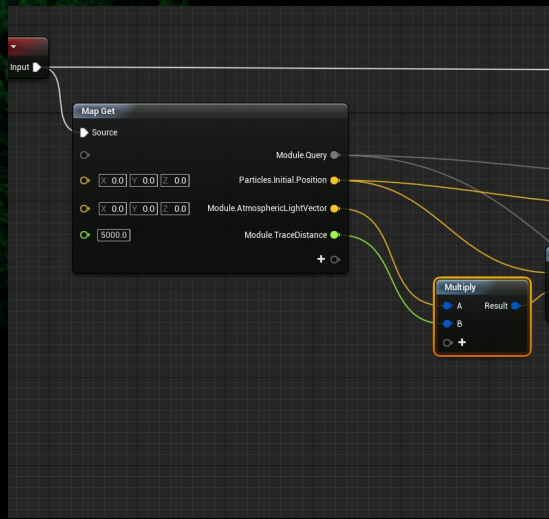 Input
Map Get
Source
Module.Query
X 0.0 Y 0.0 Z 0.0 Particles.Initial.Position
X 0.0 Y 0.0 Z 0.0 Module.AtmosphericLightVector
5000.0 Module.TraceDistance
+
Multiply
A Result
B
+